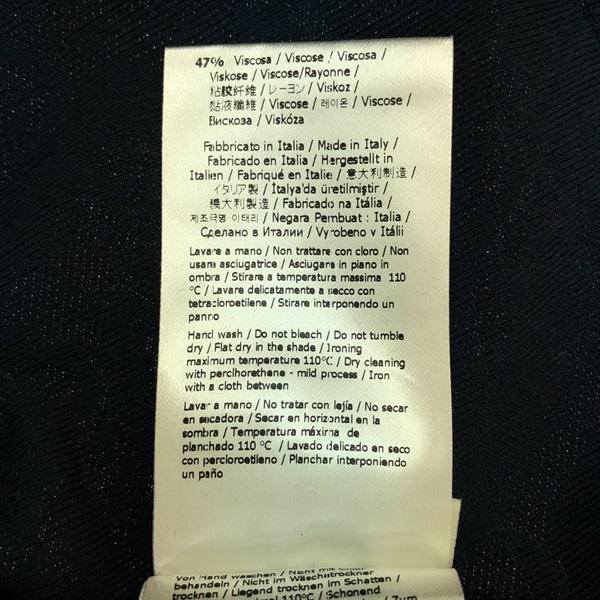 47% Viscosa / Viscose / Viscosa /
Viskose / Viscose/Rayonne /
粘胶纤维 / レーヨン / Viskoz /
黏液纖維 / Viscose / 레이온 / Viscose /
Вискоза / Viskóza
Fabbricato in Italia / Made in Italy /
Fabricado en Italia / Hergestellt in
Italien / Fabriqué en Italie / 意大利制造 /
イタリア製 / İtalya'da üretilmiştir /
義大利製造 / Fabricado na Itália /
제조국명 이태리 / Negara Pembuat : Italia /
Сделано в Италии / Vyrobeno v Itálii
Lavare a mano / Non trattare con cloro / Non
usare asciugatrice / Asciugare in piano in
ombra / Stirare a temperatura massima 110
°C / Lavare delicatamente a secco con
tetracloroetilene / Stirare interponendo un
panno
Hand wash / Do not bleach / Do not tumble
dry / Flat dry in the shade / Ironing
maximum temperature 110°C / Dry cleaning
with perclhorethene - mild process / Iron
with a cloth between
Lavar a mano / No tratar con lejía / No secar
en secadora / Secar en horizontal en la
sombra / Temperatura máxima de
planchado 110 °C / Lavado delicado en seco
con percloroetileno / Planchar interponiendo
un paño
Von Hand waschen / Nicht mit
behandeln / Nicht im Wäschetrockner
trocknen / Liegend trocknen im Schatten /
110°C / Schonend